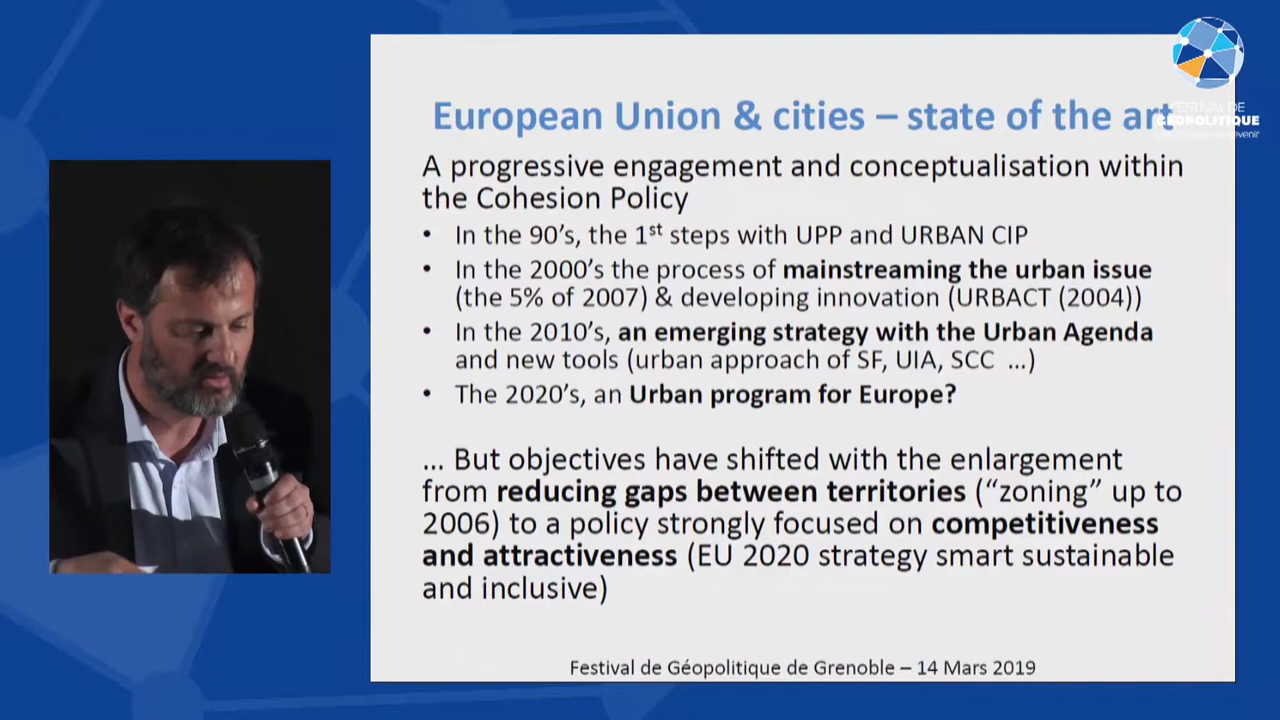 European Union & cities – state of the art
FESTIVAL DE
GÉOPOLITIQUE
A progressive engagement and conceptualisation within
the Cohesion Policy
• In the 90’s, the 1st steps with UPP and URBAN CIP
• In the 2000’s the process of mainstreaming the urban issue
(the 5% of 2007) & developing innovation (URBACT (2004))
• In the 2010’s, an emerging strategy with the Urban Agenda
and new tools (urban approach of SF, UIA, SCC ...)
• The 2020’s, an Urban program for Europe?
... But objectives have shifted with the enlargement
from reducing gaps between territories (“zoning” up to
2006) to a policy strongly focused on competitiveness
and attractiveness (EU 2020 strategy smart sustainable
and inclusive)
Festival de Géopolitique de Grenoble – 14 Mars 2019